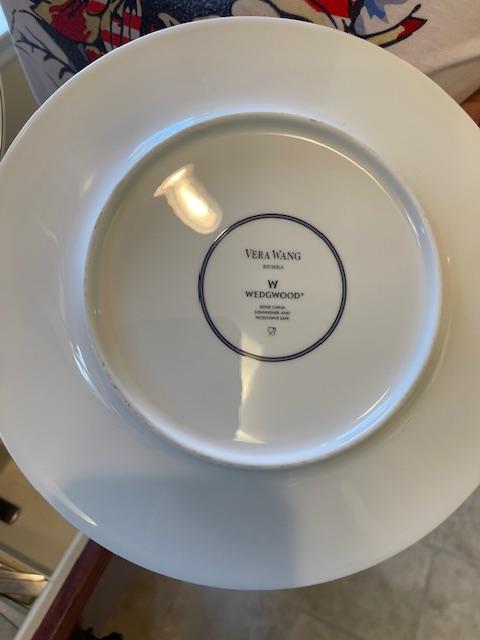 VERA WANG
RIVIERA
W
WEDGWOOD®
BONE CHINA
DISHWASHER AND
MICROWAVE SAFE